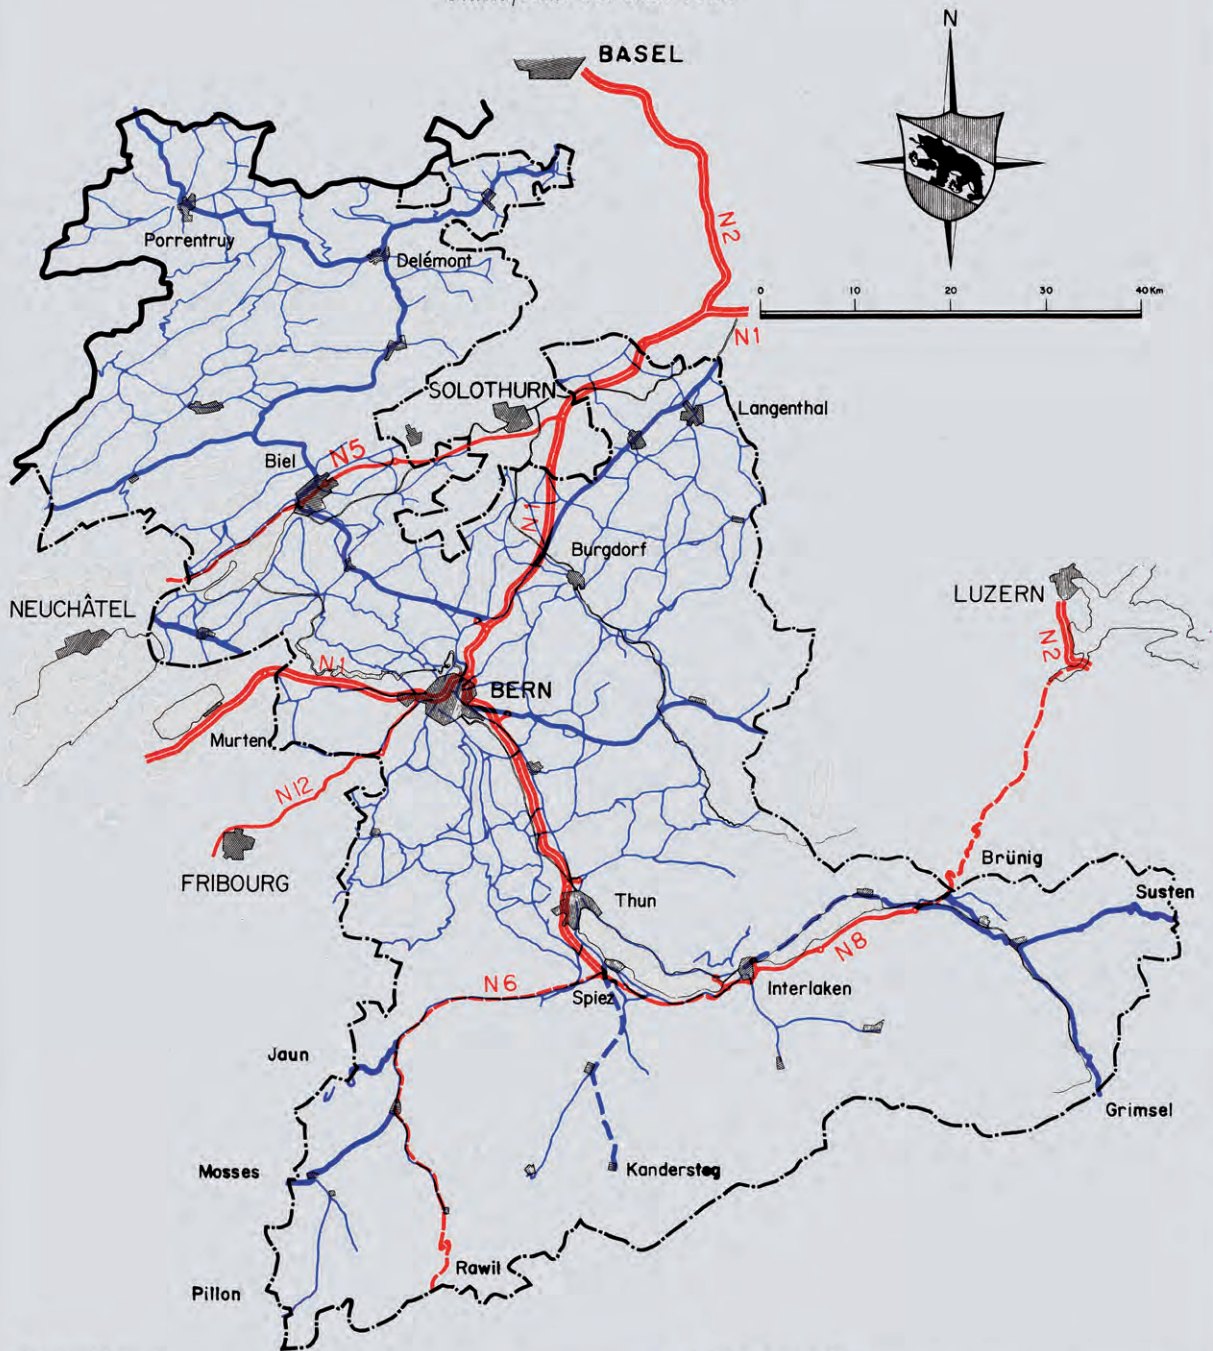 N
BASEL
N2
Porrentruy
Delémont
0 10 20 30 40 Km
N1
SOLOTHURN
Langenthal
Biel
N5
N1
Burgdorf
LUZERN
NEUCHÂTEL
N2
N1
BERN
Murten
N12
FRIBOURG
Brünig
Susten
Thun
N8
N6
Spiez
Interlaken
Jaun
Grimsel
Mosses
Kandersteg
Rawil
Pillon